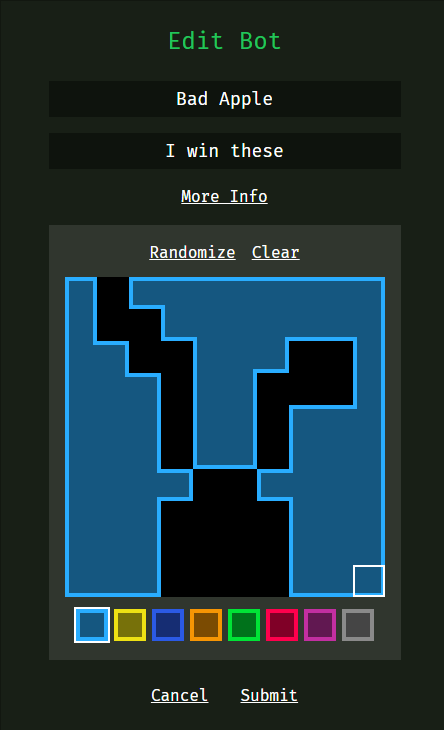 Edit Bot
Bad Apple
I win these
More Info
Randomize Clear
Cancel Submit